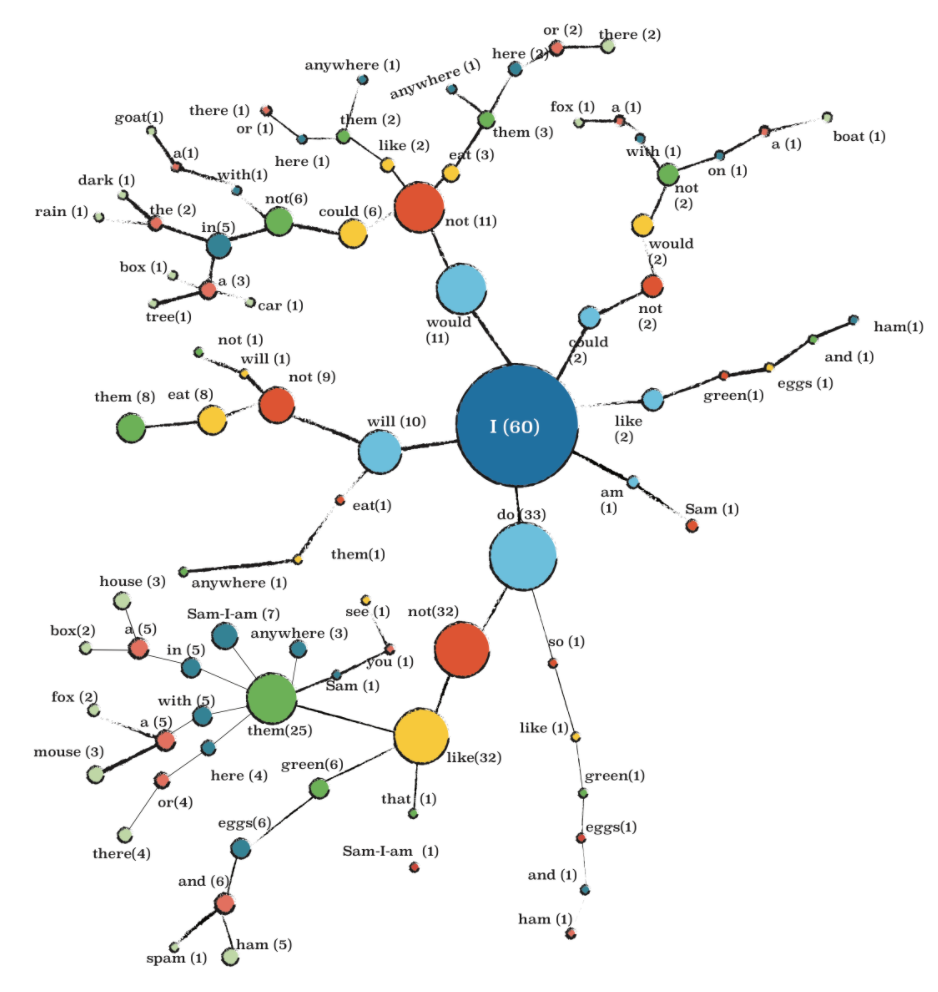 or (2)
there (2)
here (2)
anywhere (1)
anywhere (1)
there (1)
or (1)
them (2)
here (1)
like (2)
them (3)
eat (3)
fox (1)
a (1)
with (1)
on (1)
a (1)
boat (1)
not
(2)
would
(2)
not
(2)
could
(2)
goat(1)
a(1)
with(1)
dark (1)
rain (1)
the (2)
not(6)
could (6)
in(5)
not (11)
box (1)
a (3)
car (1)
tree(1)
would
(11)
not (1)
will (1)
not (9)
them (8)
eat (8)
will (10)
I (60)
ham(1)
and (1)
eggs (1)
green(1)
like
(2)
am
(1)
Sam (1)
eat(1)
them(1)
anywhere (1)
do (33)
house (3)
Sam-I-am (7)
see (1)
not(32)
box(2)
a (5)
anywhere (3)
in (5)
you (1)
Sam (1)
so (1)
fox (2)
with (5)
a (5)
them(25)
like (1)
mouse (3)
here (4)
like(32)
or(4)
green(6)
that (1)
green(1)
there(4)
eggs(6)
eggs(1)
Sam-I-am (1)
and (6)
and (1)
ham (1)
spam (1)
ham (5)